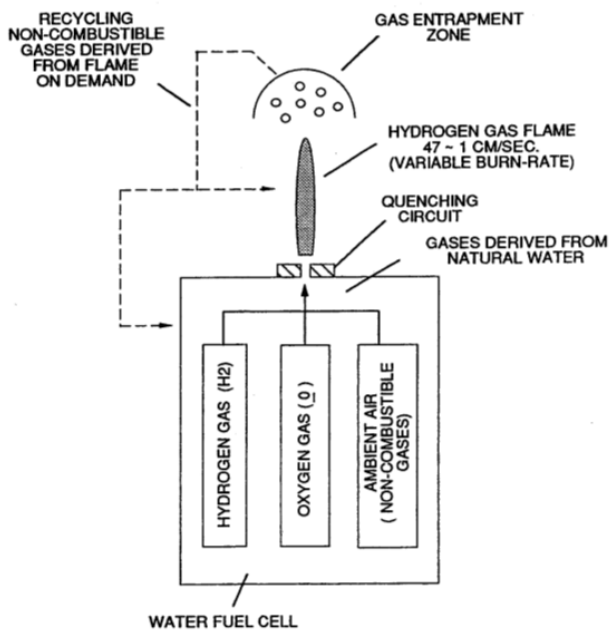 RECYCLING
NON-COMBUSTIBLE
GASES DERIVED
FROM FLAME
ON DEMAND
GAS ENTRAPMENT
ZONE
HYDROGEN GAS FLAME
47 ~ 1 CM/SEC.
(VARIABLE BURN-RATE)
QUENCHING
CIRCUIT
GASES DERIVED FROM
NATURAL WATER
HYDROGEN GAS (H2)
OXYGEN GAS (O)
AMBIENT AIR
( NON-COMBUSTIBLE
GASES)
WATER FUEL CELL